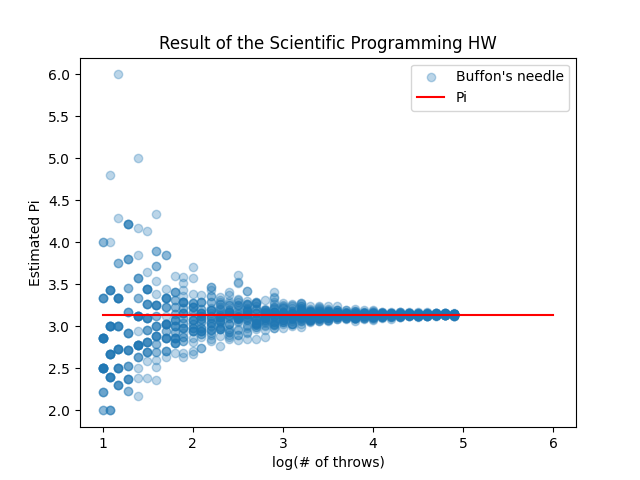 Result of the Scientific Programming HW
Buffon's needle
Pi
6.0
5.5
5.0
4.5
4.0
3.5
3.0
2.5
2.0
Estimated Pi
1 2 3 4 5 6
log(# of throws)